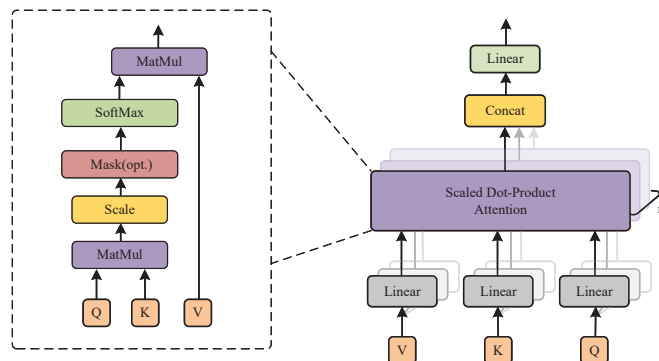 MatMul
SoftMax
Mask(opt.)
Scale
MatMul
Q K V
Linear
Concat
Scaled Dot-Product
Attention
Linear Linear Linear
V K Q